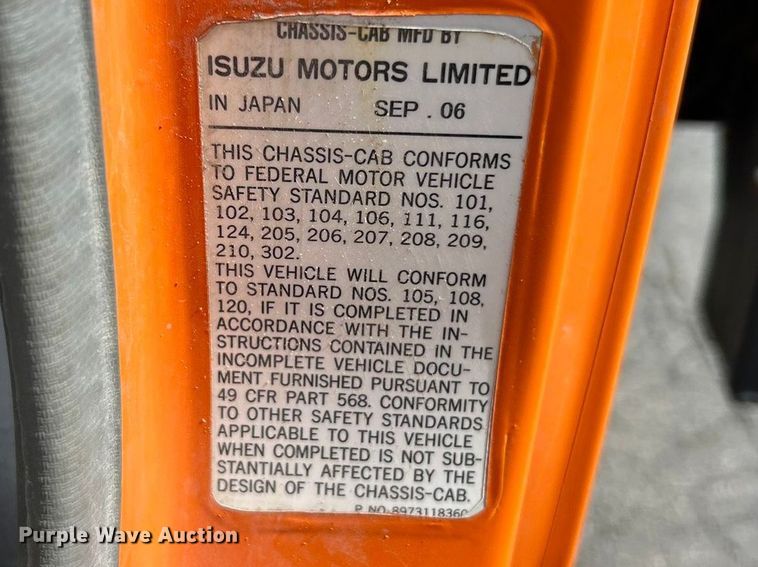 CHASSIS-CAB MFD BY
ISUZU MOTORS LIMITED
IN JAPAN SEP . 06
THIS CHASSIS-CAB CONFORMS
TO FEDERAL MOTOR VEHICLE
SAFETY STANDARD NOS. 101,
102, 103, 104, 106, 111, 116,
124, 205, 206, 207, 208, 209,
210, 302.
THIS VEHICLE WILL CONFORM
TO STANDARD NOS. 105, 108,
120, IF IT IS COMPLETED IN
ACCORDANCE WITH THE IN-
STRUCTIONS CONTAINED IN THE
INCOMPLETE VEHICLE DOCU-
MENT FURNISHED PURSUANT TO
49 CFR PART 568. CONFORMITY
TO OTHER SAFETY STANDARDS
APPLICABLE TO THIS VEHICLE
WHEN COMPLETED IS NOT SUB-
STANTIALLY AFFECTED BY THE
DESIGN OF THE CHASSIS-CAB.
P.NO.8973118360
Purple Wave Auction